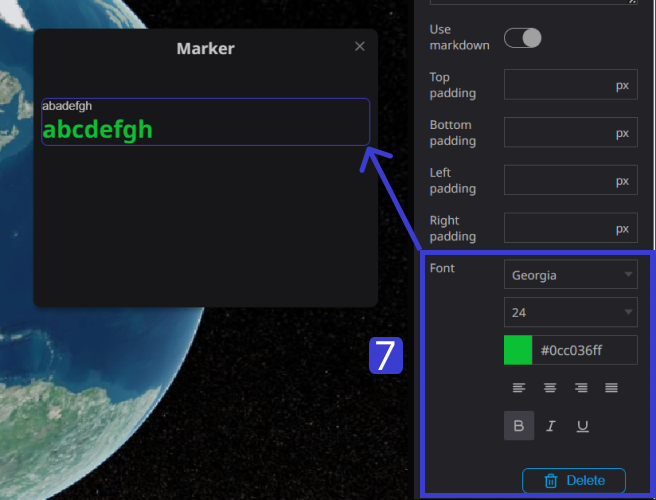 Marker
abadefgh
abcdefgh
Use
markdown
Top
padding
px
Bottom
padding
px
Left
padding
px
Right
padding
px
Font
Georgia
24
#0cc036ff
B I U
Delete
7